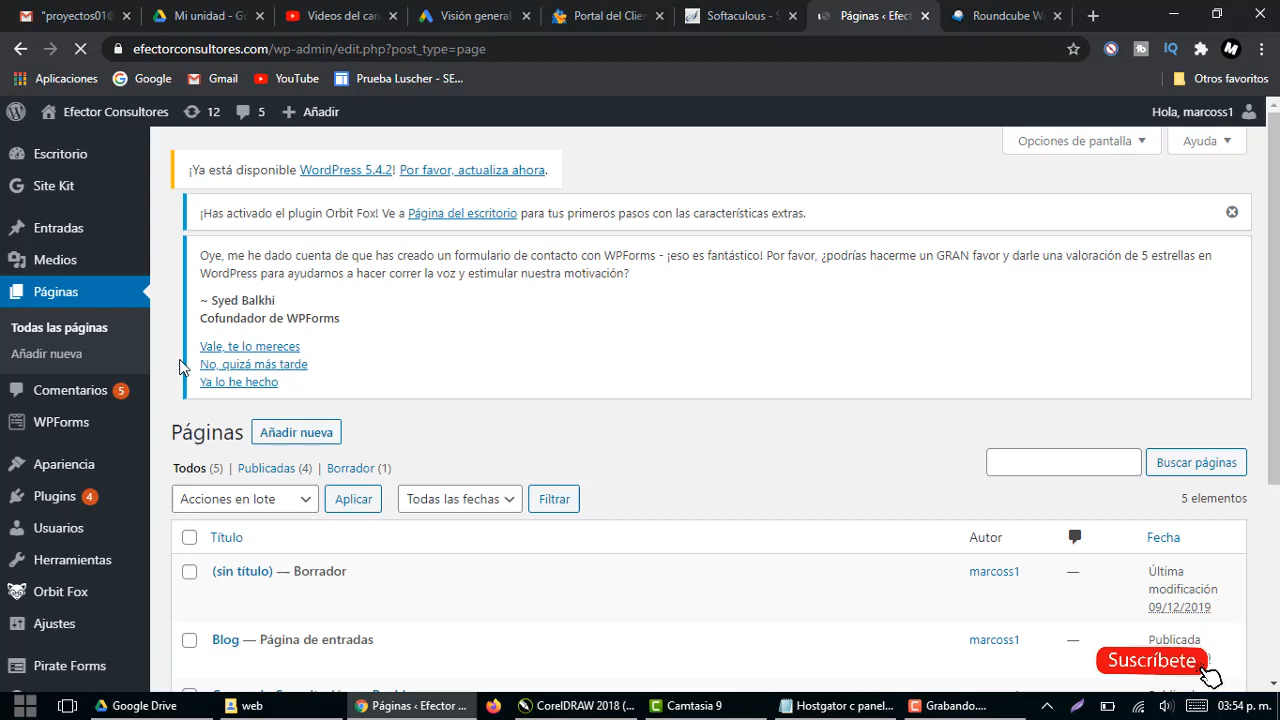 "proyectos01@
Mi unidad - G
Videos del can
Visión general
Portal del Clien
Softaculous - S
Páginas ‹ Efect
Roundcube We
efectorconsultores.com/wp-admin/edit.php?post_type=page
Aplicaciones
Google
Gmail
YouTube
Prueba Luscher - SE...
Otros favoritos
Efector Consultores
12
5
Añadir
Hola, marcoss1
Escritorio
Site Kit
Entradas
Medios
Páginas
Todas las páginas
Añadir nueva
Comentarios 5
WPForms
Apariencia
Plugins 4
Usuarios
Herramientas
Orbit Fox
Ajustes
Pirate Forms
Opciones de pantalla
Ayuda
¡Ya está disponible WordPress 5.4.2! Por favor, actualiza ahora.
¡Has activado el plugin Orbit Fox! Ve a Página del escritorio para tus primeros pasos con las características extras.
Oye, me he dado cuenta de que has creado un formulario de contacto con WPForms - ¡eso es fantástico! Por favor, ¿podrías hacerme un GRAN favor y darle una valoración de 5 estrellas en
WordPress para ayudarnos a hacer correr la voz y estimular nuestra motivación?
~ Syed Balkhi
Cofundador de WPForms
Vale, te lo mereces
No, quizá más tarde
Ya lo he hecho
Páginas
Añadir nueva
Todos (5) | Publicadas (4) | Borrador (1)
Buscar páginas
Acciones en lote
Aplicar
Todas las fechas
Filtrar
5 elementos
Título
Autor
Fecha
(sin título) — Borrador
marcoss1
—
Última
modificación
09/12/2019
Blog — Página de entradas
marcoss1
—
Publicada
Suscríbete
Google Drive
web
Páginas ‹ Efector ...
CorelDRAW 2018 (...
Camtasia 9
Hostgator c panel...
Grabando....
03:54 p. m.